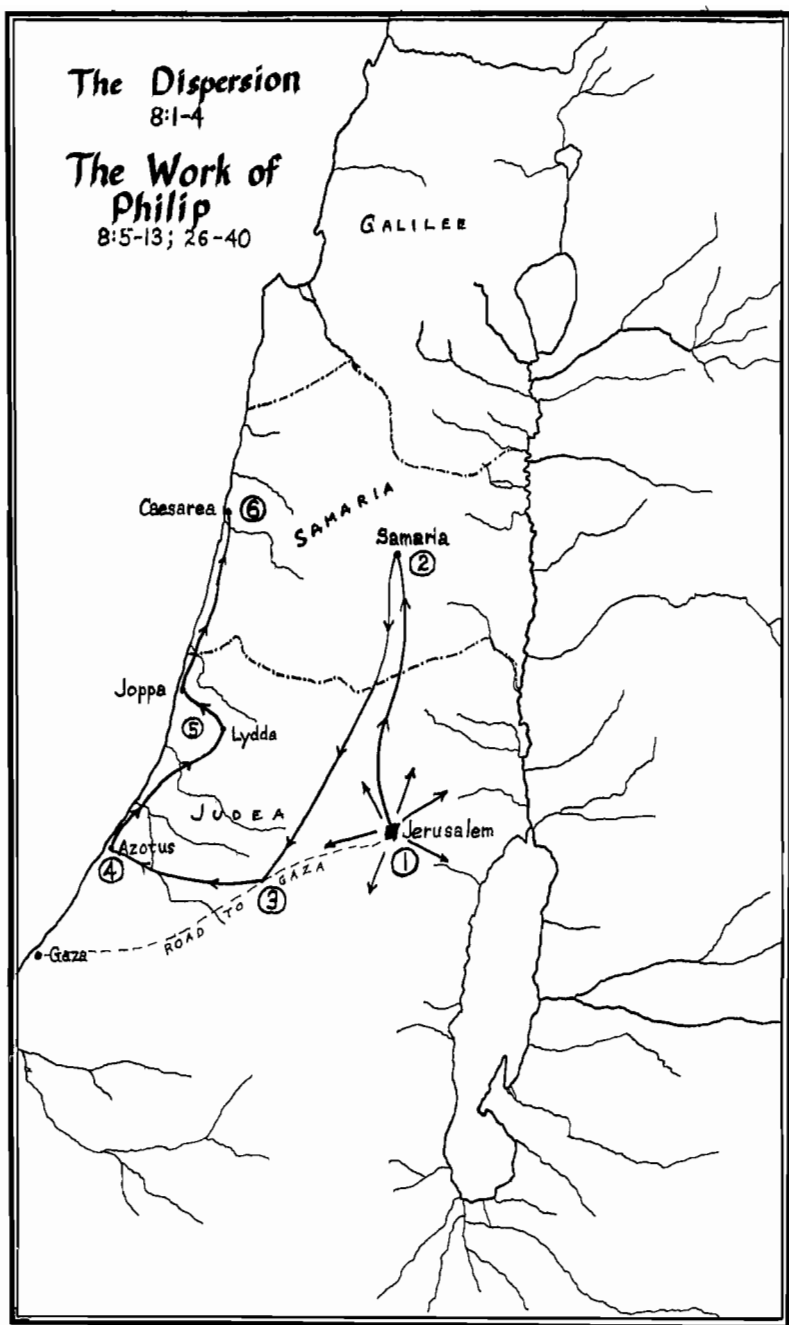 The Dispersion
8:1-4
The Work of
Philip
8:5-13; 26-40
GALILEE
Caesarea
⑥
SAMARIA
Samaria
②
Joppa
⑤
Lydda
JUDEA
Jerusalem
①
Azotus
④
③
ROAD TO GAZA
Gaza